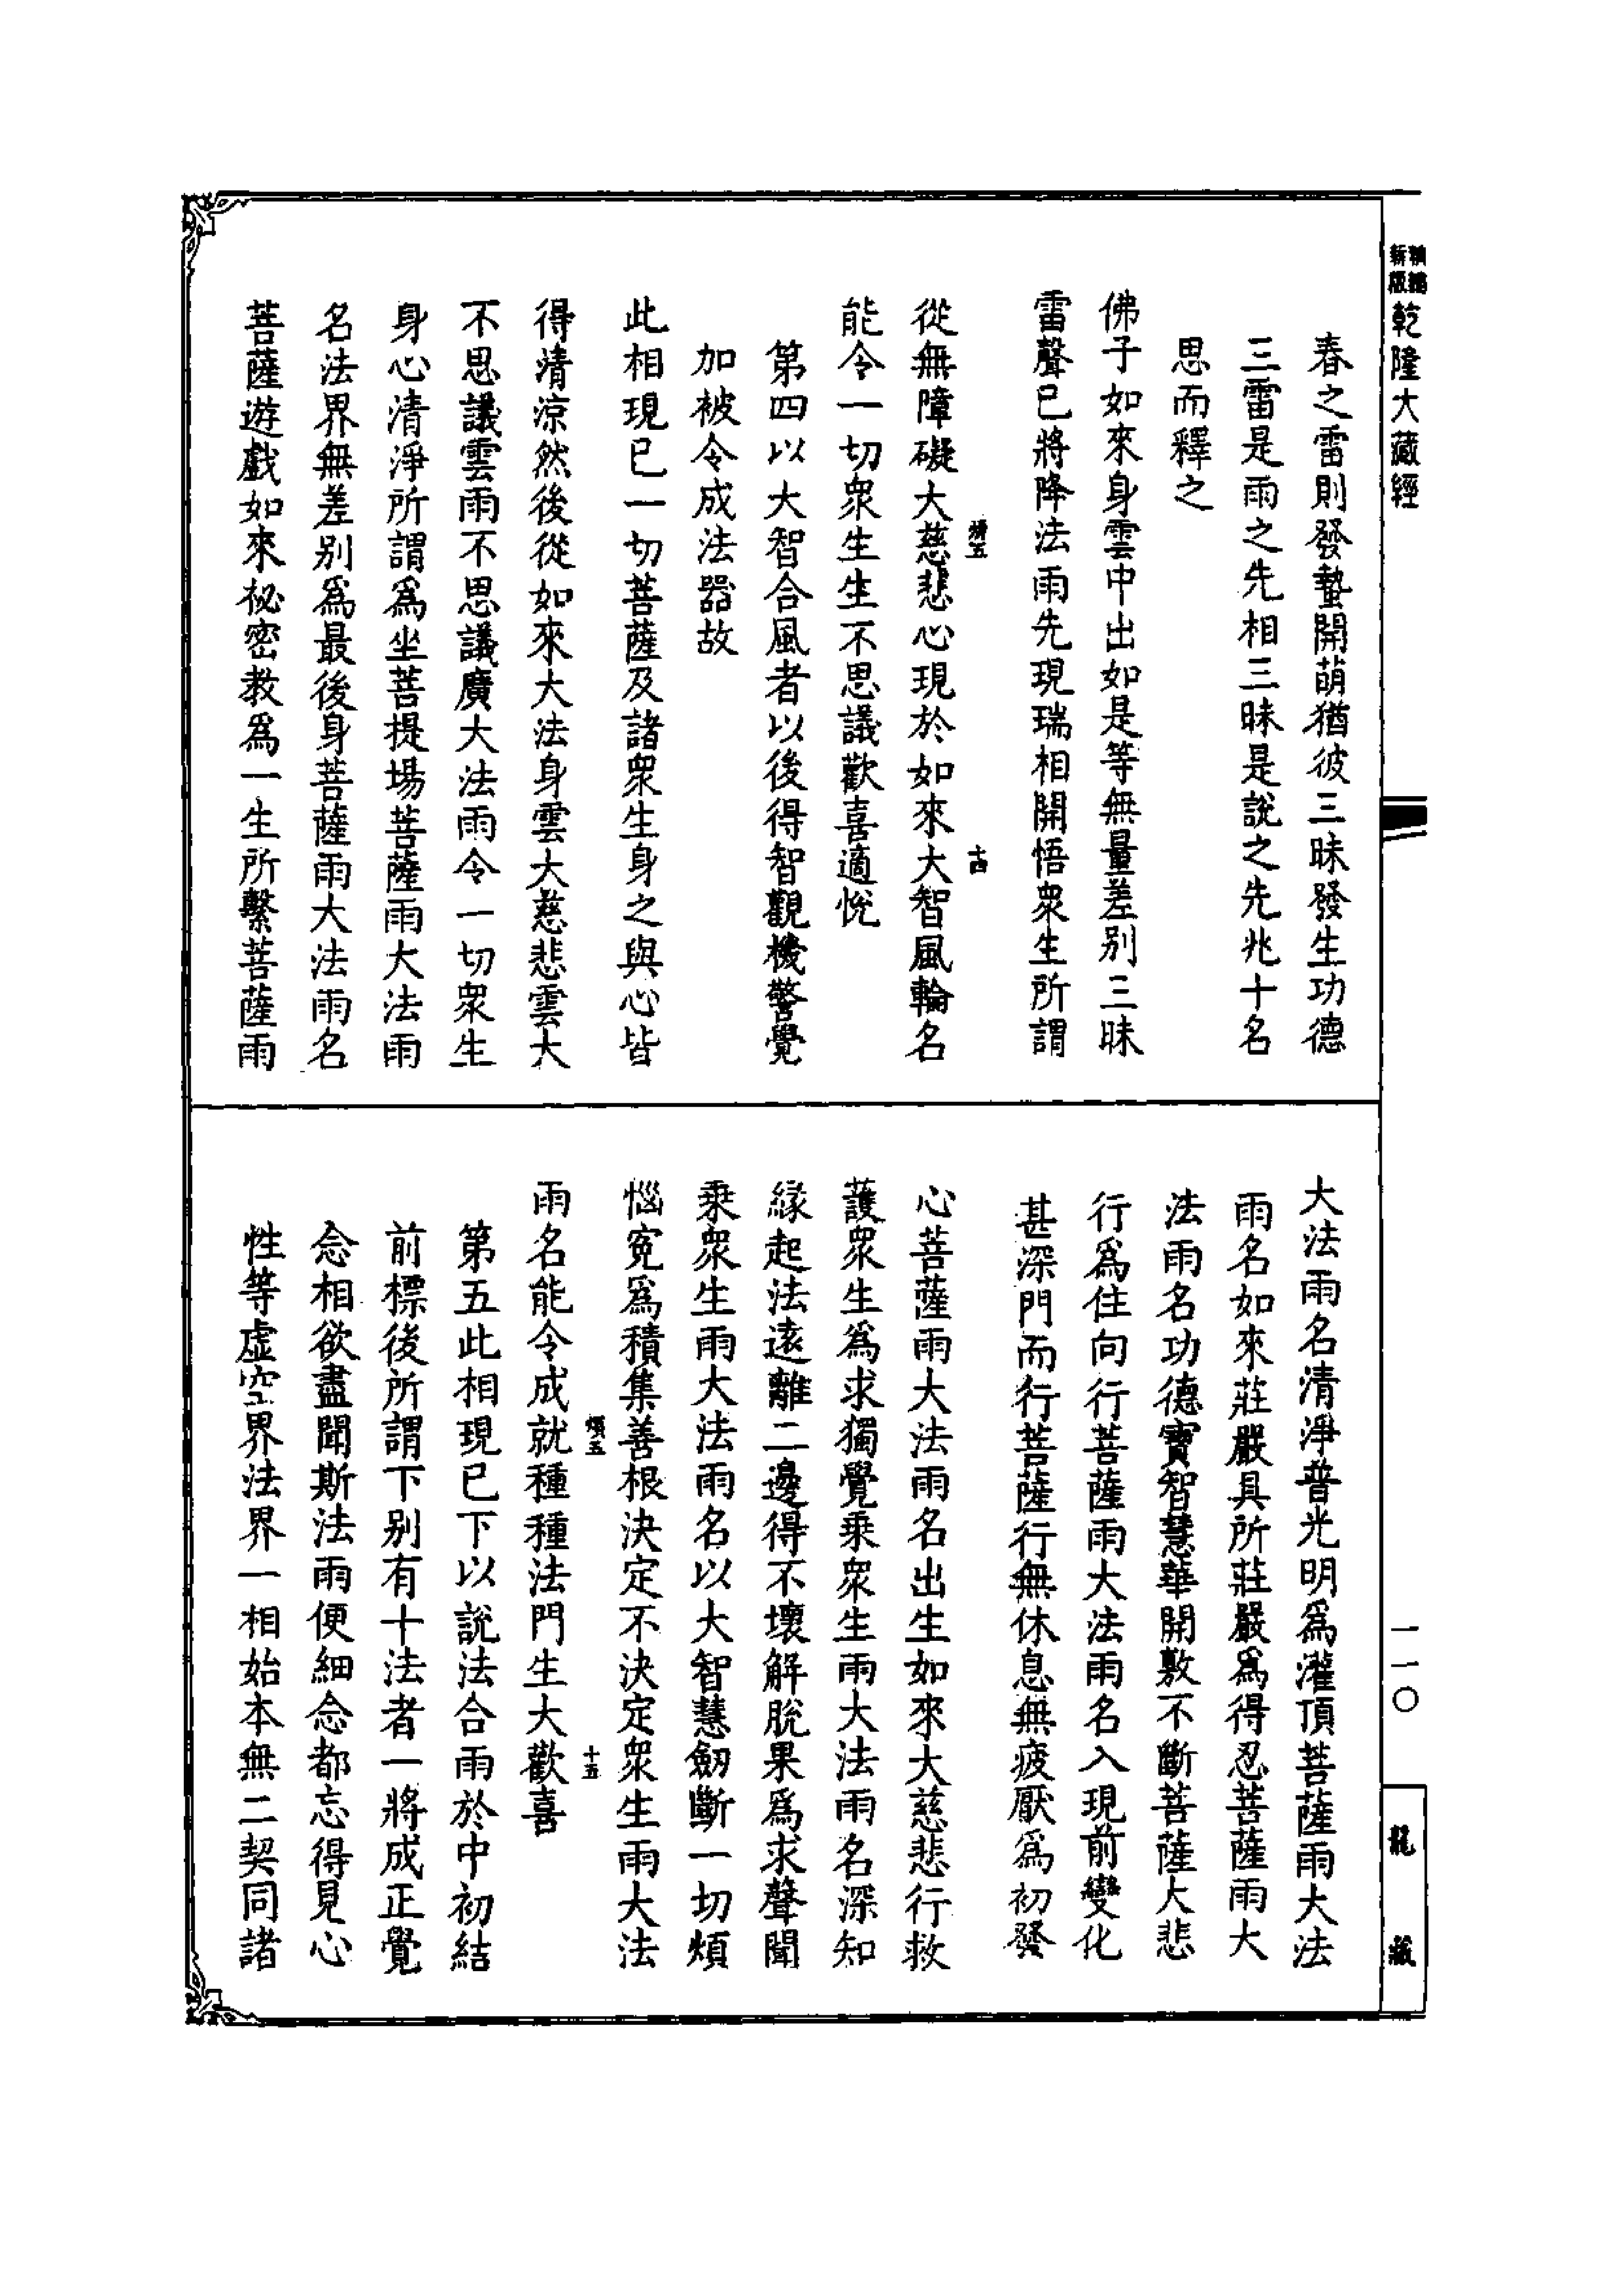 乾隆大藏經
春之雷則發蟄開萌猶彼三昧發生功德
三雷是雨之先相三昧是說之先兆十名
思而釋之
佛子如來身雲中出如是等無量差別三昧
雷聲已將降法雨先現瑞相開悟衆生所謂
從無障礙大慈悲心現於如來大智風輪名
能令一切衆生生不思議歡喜適悅
第四以大智合風者以後得智觀機警覺
加被令成法器故
此相現已一切菩薩及諸衆生身之與心皆
得清涼然後從如來大法身雲大慈悲雲大
不思議雲雨不思議廣大法雨令一切衆生
身心清淨所謂爲坐菩提場菩薩雨大法雨
名法界無差別爲最後身菩薩雨大法雨名
菩薩遊戲如來祕密教爲一生所繫菩薩雨
大法雨名清淨普光明爲灌頂菩薩雨大法
雨名如來莊嚴具所莊嚴爲得忍菩薩雨大
法雨名功德寶智慧華開敷不斷菩薩大悲
行爲住向行菩薩雨大法雨名入現前變化
甚深門而行菩薩行無休息無疲厭爲初發
心菩薩雨大法雨名出生如來大慈悲行救
護衆生爲求獨覺乘衆生雨大法雨名深知
緣起法遠離二邊得不壞解脫果爲求聲聞
乘衆生雨大法雨名以大智慧劒斷一切煩
惱寃爲積集善根決定不決定衆生雨大法
雨名能令成就種種法門生大歡喜
第五此相現已下以說法合雨於中初結
前標後所謂下別有十法者一將成正覺
念相欲盡聞斯法雨便細念都忘得見心
性等虛空界法界一相始本無二契同諸
一一〇
龍藏
十四
十五